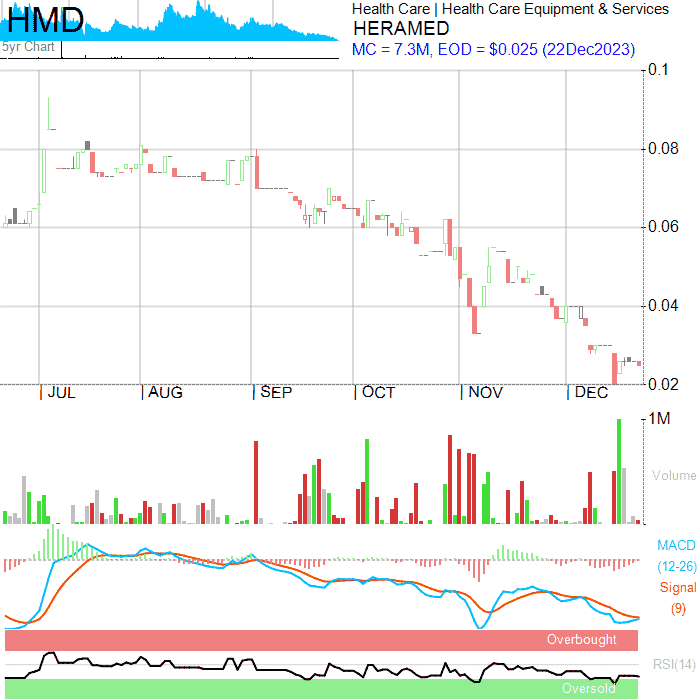 HMD
5yr Chart
Health Care | Health Care Equipment & Services
HERAMED
MC = 7.3M, EOD = $0.025 (22Dec2023)
0.1
0.08
0.06
0.04
0.02
JUL AUG SEP OCT NOV DEC
1M
Volume
MACD
(12-26)
Signal
(9)
Overbought
RSI(14)
Oversold